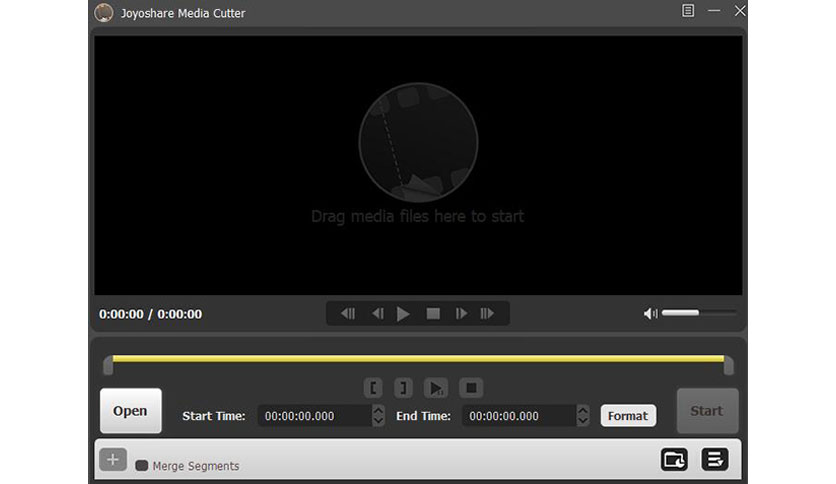 Joyoshare Media Cutter
Drag media files here to start
0:00:00 / 0:00:00
Open
Start Time:
00:00:00.000
End Time:
00:00:00.000
Format
Start
Merge Segments